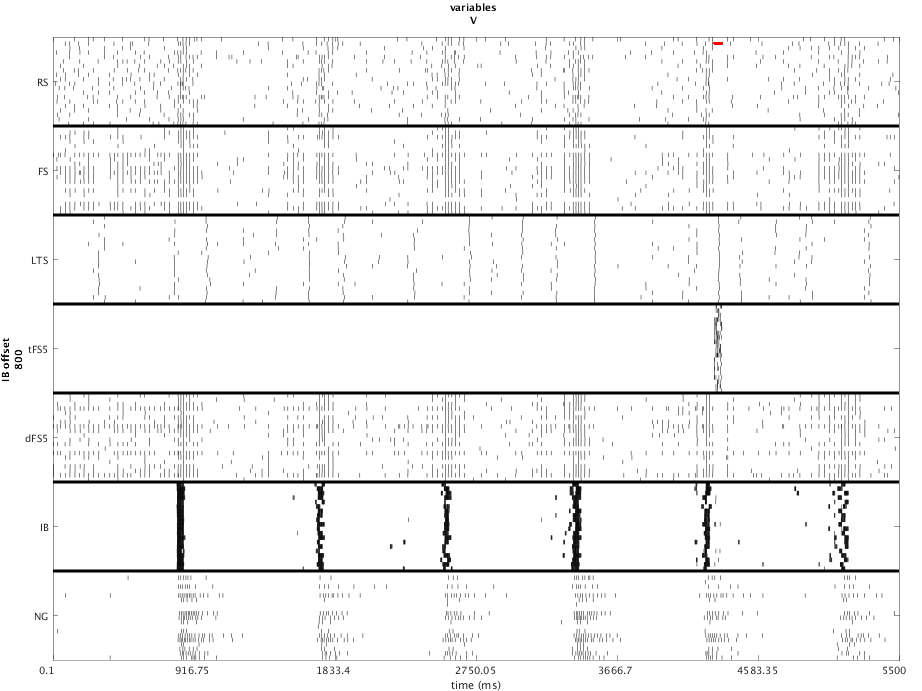 variables
V
RS
FS
LTS
tFS5
dFS5
IB
NG
IB offset
800
0.1
916.75
1833.4
2750.05
3666.7
4583.35
5500
time (ms)